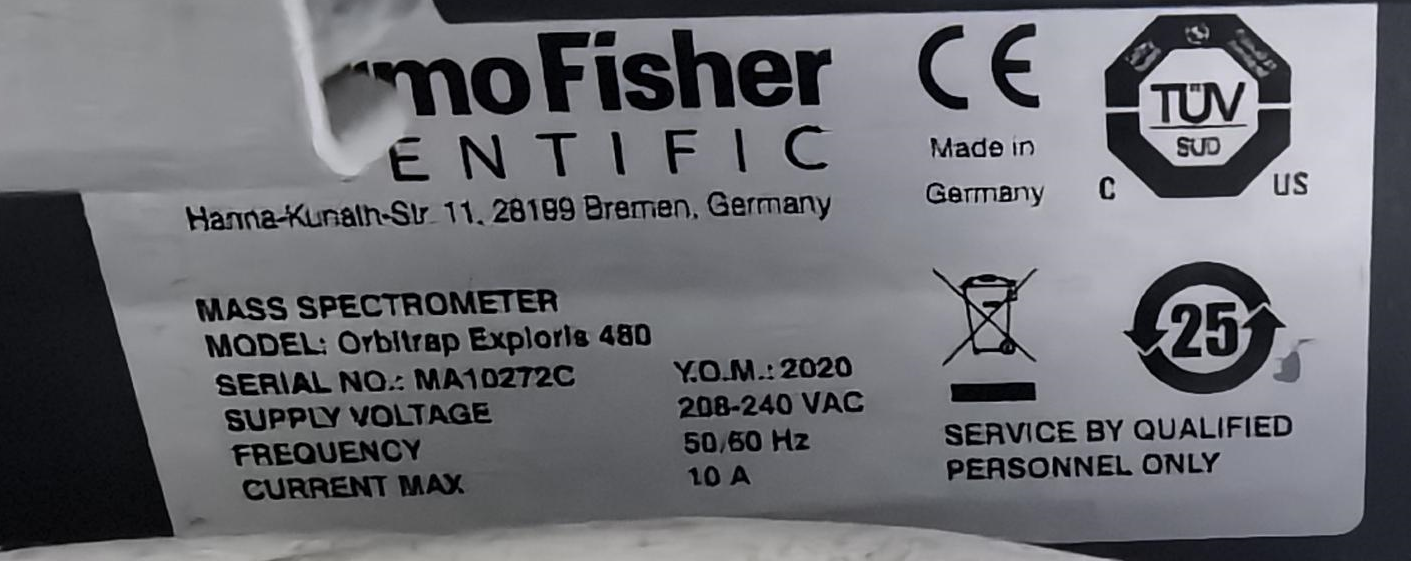 moFisher
ENTIFIC
Hanna-Kunath-Str. 11, 28199 Bremen, Germany
CE
Made in
Germany
TÜV
SÜD
C US
MASS SPECTROMETER
MODEL: Orbitrap Exploris 480
SERIAL NO.: MA10272C
Y.O.M.: 2020
SUPPLY VOLTAGE 208-240 VAC
FREQUENCY 50/60 Hz
CURRENT MAX 10 A
25
SERVICE BY QUALIFIED
PERSONNEL ONLY